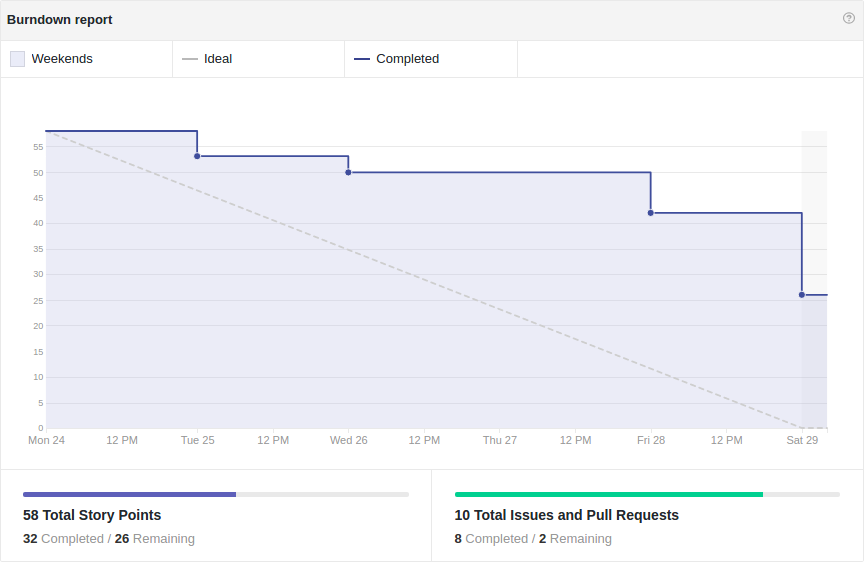 Burndown report
Weekends
Ideal
Completed
55
50
45
40
35
30
25
20
15
10
5
0
Mon 24 12 PM Tue 25 12 PM Wed 26 12 PM Thu 27 12 PM Fri 28 12 PM Sat 29
58 Total Story Points
32 Completed / 26 Remaining
10 Total Issues and Pull Requests
8 Completed / 2 Remaining